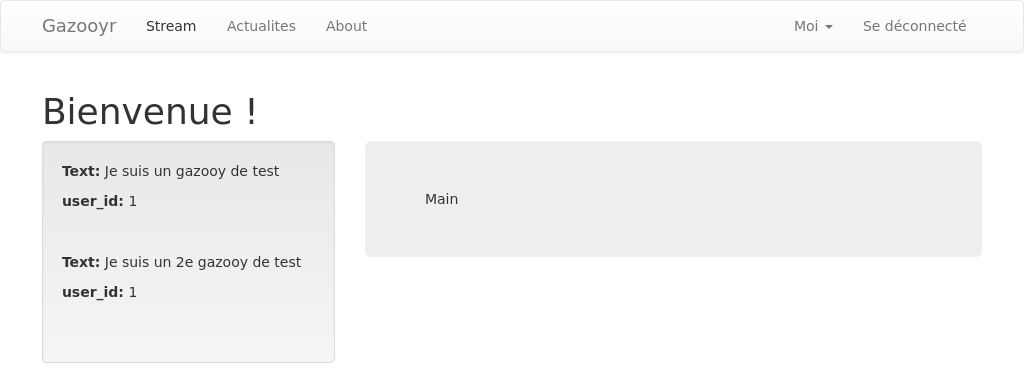 Gazooyr Stream Actualites About Moi Se déconnecté
Bienvenue !
Text: Je suis un gazooy de test
user_id: 1
Text: Je suis un 2e gazooy de test
user_id: 1
Main